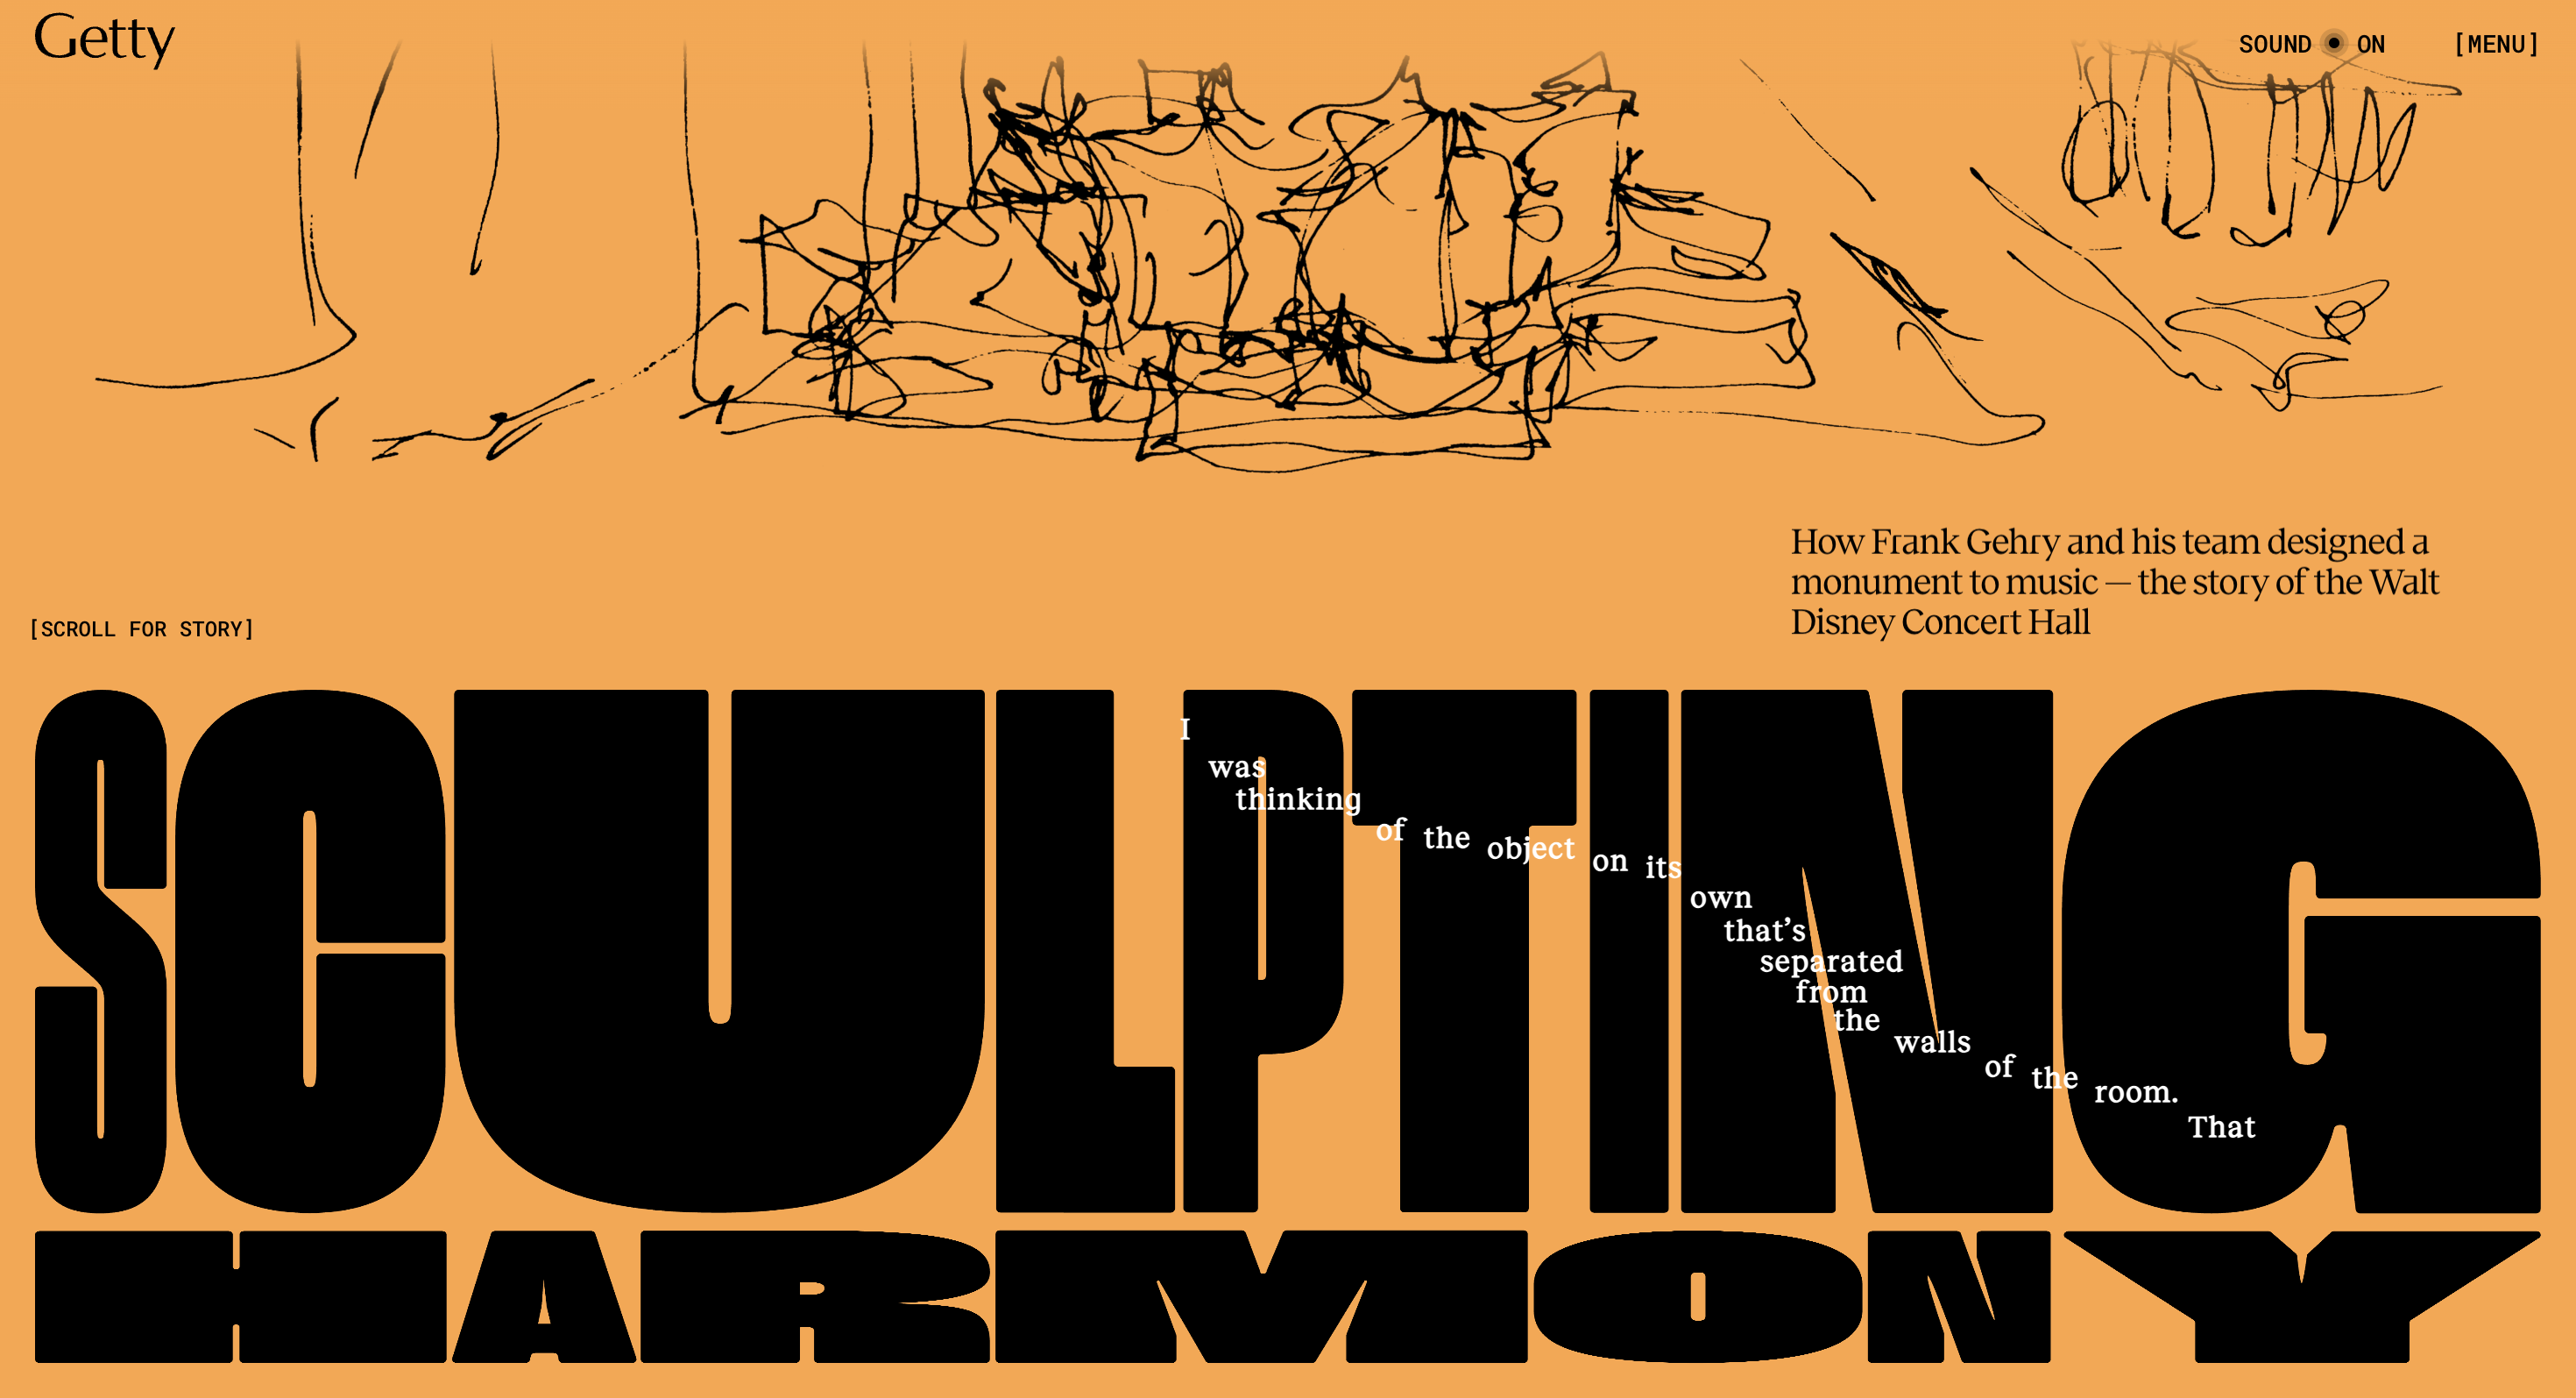 Getty
SOUND ON
[MENU]
How Frank Gehry and his team designed a
monument to music — the story of the Walt
Disney Concert Hall
[SCROLL FOR STORY]
SCULPTING
I
was
thinking
of the object on its
own
that’s
separated
from
the
walls
of the room.
That
HARMONY